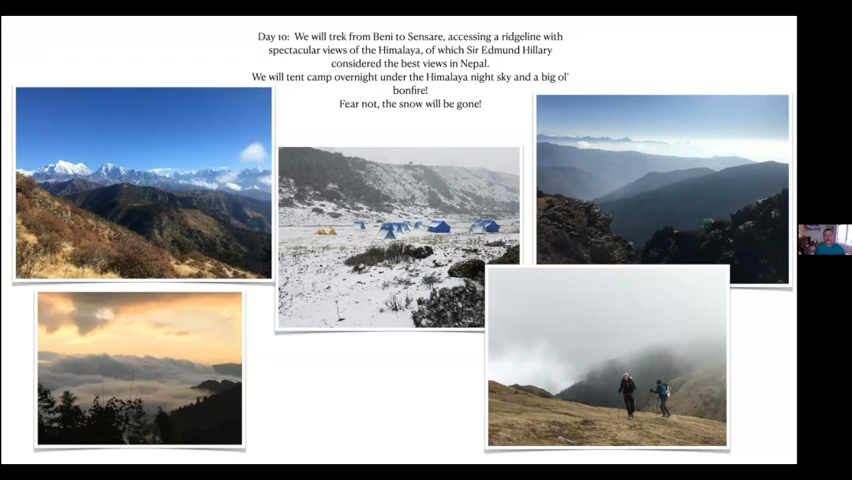 Day 10:  We will trek from Beni to Sensare, accessing a ridgeline with
spectacular views of the Himalaya, of which Sir Edmund Hillary
considered the best views in Nepal.
We will tent camp overnight under the Himalaya night sky and a big ol'
bonfire!
Fear not, the snow will be gone!